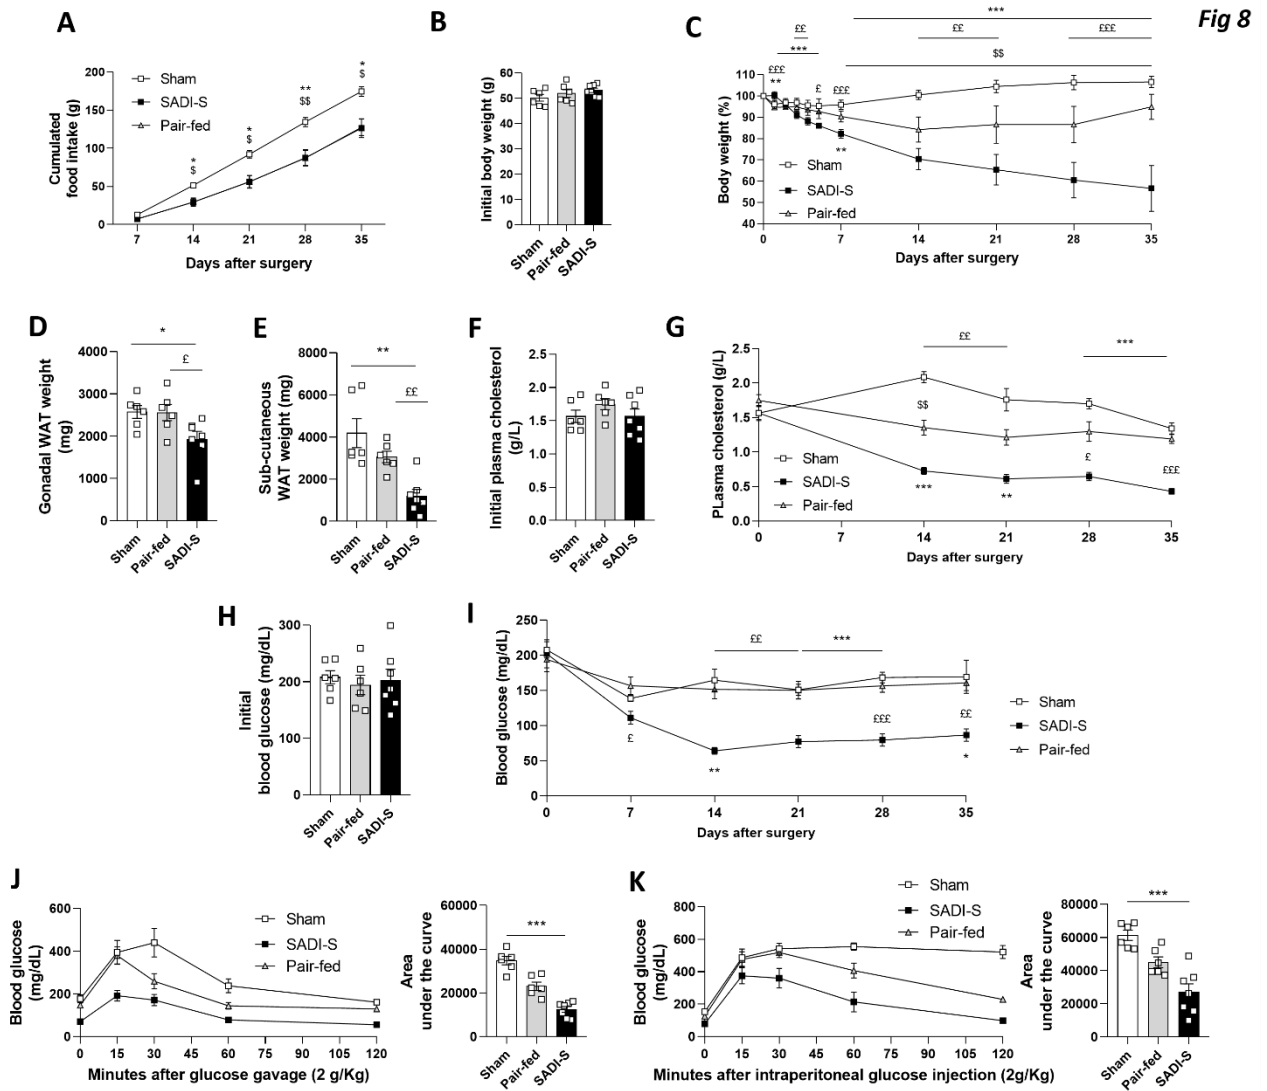 Fig 8
A
Cumulated
food intake (g)
200
150
100
50
0
7
14
21
28
35
Days after surgery
Sham
SADI-S
Pair-fed
*
$
*
$
**
$$
*
$
B
Initial body weight (g)
60
50
40
30
20
10
0
Sham
Pair-fed
SADI-S
C
Body weight (%)
110
100
90
80
70
60
50
40
0
7
14
21
28
35
Days after surgery
Sham
SADI-S
Pair-fed
***
££
££
£££
***
$$
£££
**
£
£££
**
D
Gonadal WAT weight
(mg)
4000
3000
2000
1000
0
Sham
Pair-fed
SADI-S
*
£
E
Sub-cutaneous
WAT weight (mg)
8000
6000
4000
2000
0
Sham
Pair-fed
SADI-S
**
££
F
Initial plasma cholesterol
(g/L)
2.5
2.0
1.5
1.0
0.5
0.0
Sham
Pair-fed
SADI-S
G
PLasma cholesterol (g/L)
2.5
2.0
1.5
1.0
0.5
0.0
0
7
14
21
28
35
Days after surgery
Sham
SADI-S
Pair-fed
££
***
$$
£
£££
***
**
H
Initial
blood glucose (mg/dL)
300
200
100
0
Sham
Pair-fed
SADI-S
I
Blood glucose (mg/dL)
250
200
150
100
50
0
0
7
14
21
28
35
Days after surgery
££
***
£
**
£££
££
*
Sham
SADI-S
Pair-fed
J
Blood glucose
(mg/dL)
600
400
200
0
0
15
30
45
60
75
90
105
120
Minutes after glucose gavage (2 g/Kg)
Sham
SADI-S
Pair-fed
Area
under the curve
60000
40000
20000
0
Sham
Pair-fed
SADI-S
***
K
Blood glucose
(mg/dL)
800
600
400
200
0
0
15
30
45
60
75
90
105
120
Minutes after intraperitoneal glucose injection (2g/Kg)
Sham
SADI-S
Pair-fed
Area
under the curve
80000
60000
40000
20000
0
Sham
Pair-fed
SADI-S
***